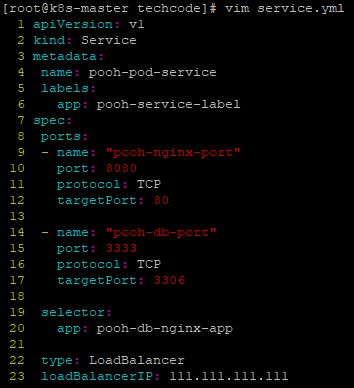 [root@k8s-master techcode]# vim service.yml
1 apiVersion: v1
2 kind: Service
3 metadata:
4  name: pooh-pod-service
5  labels:
6    app: pooh-service-label
7 spec:
8  ports:
9  - name: "pooh-nginx-port"
10    port: 8080
11    protocol: TCP
12    targetPort: 80
13
14  - name: "pooh-db-port"
15    port: 3333
16    protocol: TCP
17    targetPort: 3306
18
19  selector:
20    app: pooh-db-nginx-app
21
22  type: LoadBalancer
23  loadBalancerIP: 111.111.111.111